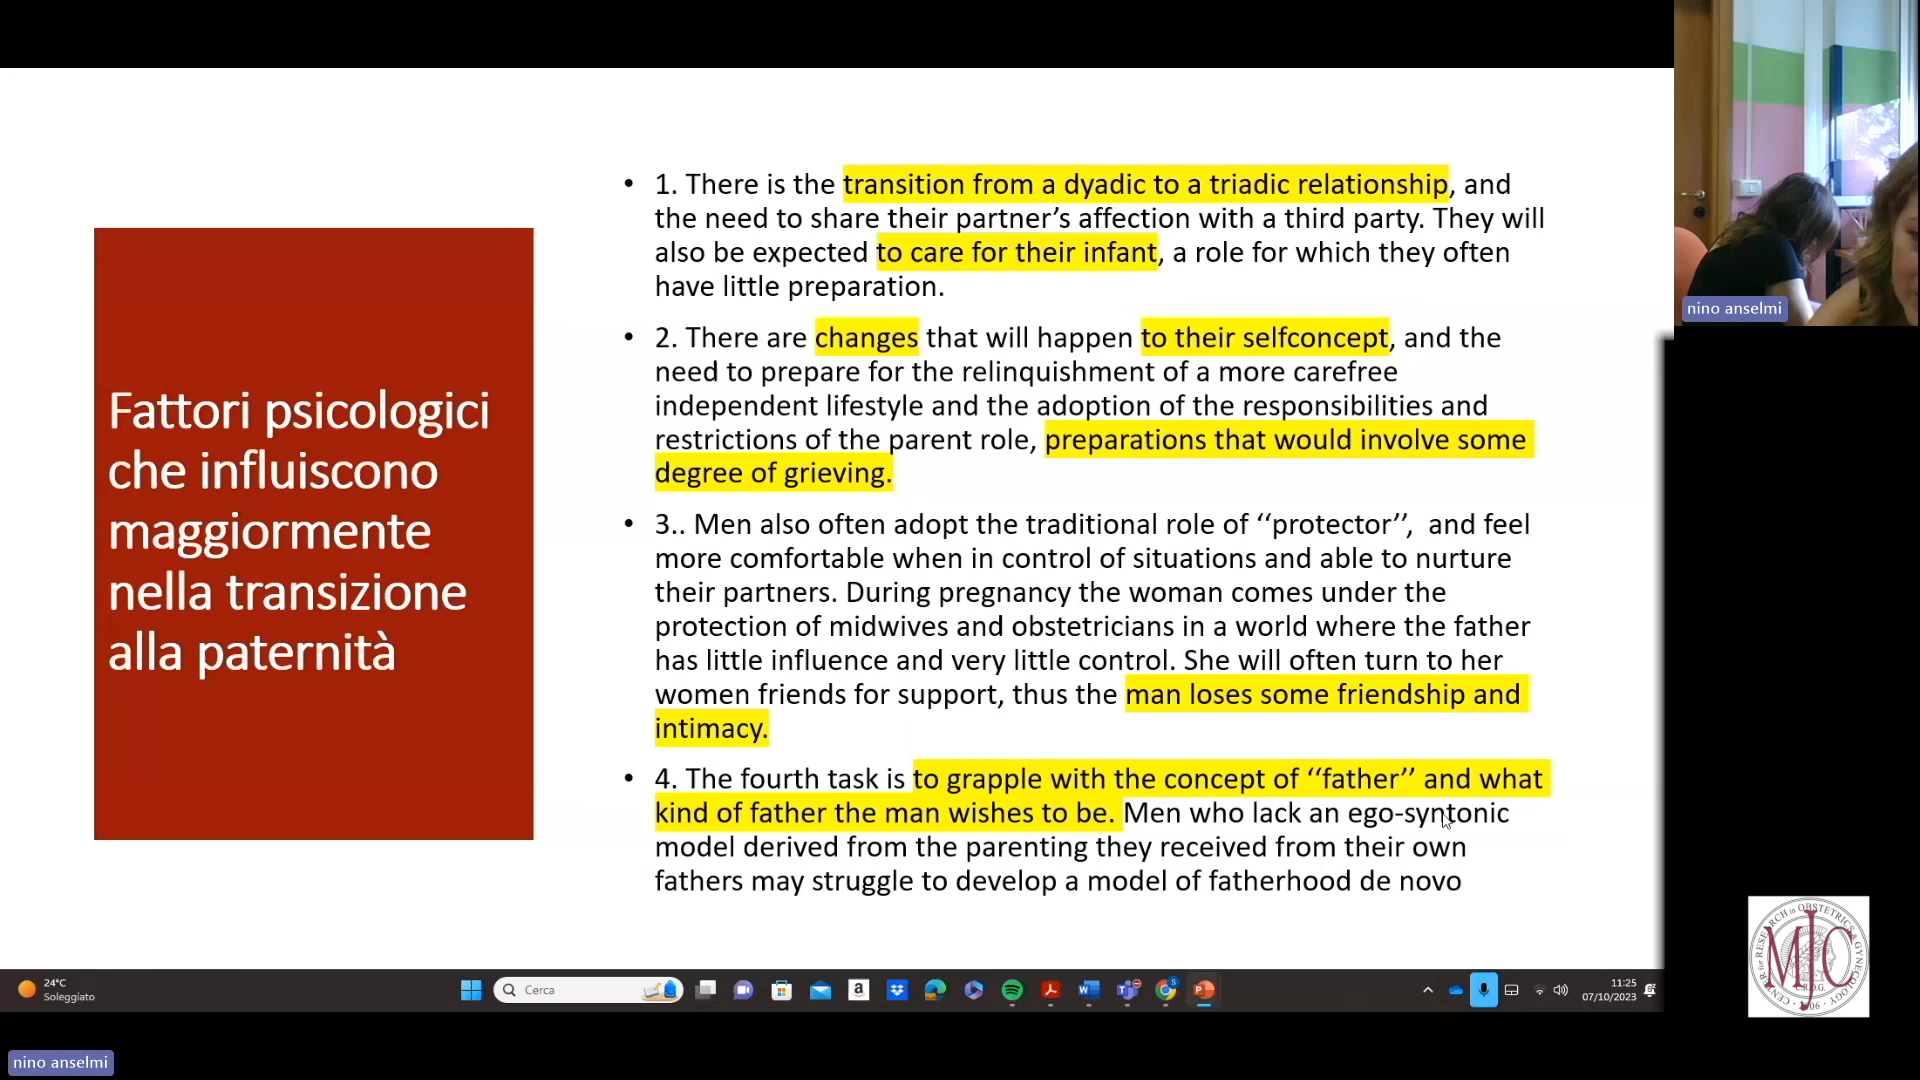 Fattori psicologici
che influiscono
maggiormente
nella transizione
alla paternità
• 1. There is the transition from a dyadic to a triadic relationship, and
the need to share their partner’s affection with a third party. They will
also be expected to care for their infant, a role for which they often
have little preparation.
• 2. There are changes that will happen to their selfconcept, and the
need to prepare for the relinquishment of a more carefree
independent lifestyle and the adoption of the responsibilities and
restrictions of the parent role, preparations that would involve some
degree of grieving.
• 3.. Men also often adopt the traditional role of ‘‘protector’’, and feel
more comfortable when in control of situations and able to nurture
their partners. During pregnancy the woman comes under the
protection of midwives and obstetricians in a world where the father
has little influence and very little control. She will often turn to her
women friends for support, thus the man loses some friendship and
intimacy.
• 4. The fourth task is to grapple with the concept of ‘‘father’’ and what
kind of father the man wishes to be. Men who lack an ego-syntonic
model derived from the parenting they received from their own
fathers may struggle to develop a model of fatherhood de novo
nino anselmi
CENTER for RESEARCH in OBSTETRICS & GYNECOLOGY
MJC
C.R.O.G.
24°C
Soleggiato
Cerca
11:25
07/10/2023
nino anselmi